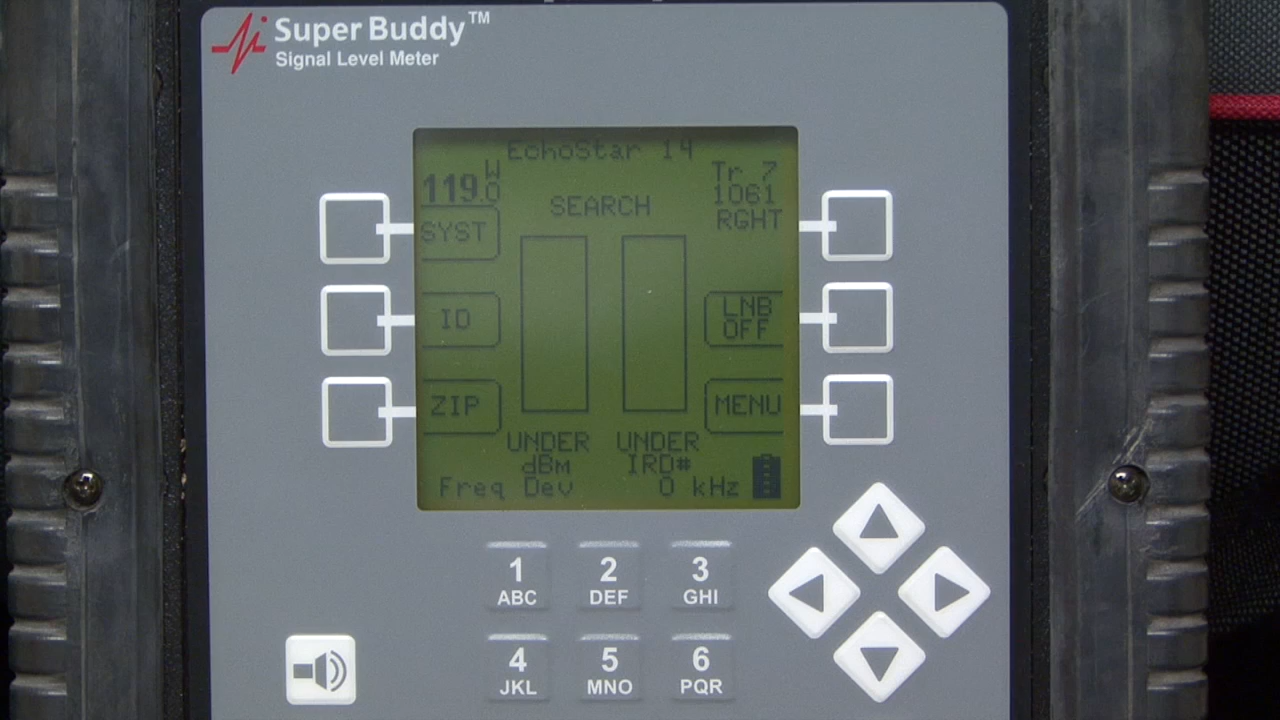 Super Buddy™
Signal Level Meter
EchoStar 14
119.0 W
Tr 7
1061
RGHT
SEARCH
SYST
ID
LNB
OFF
ZIP
MENU
UNDER UNDER
dBm IRD#
Freq Dev 0 kHz
1 2 3
ABC DEF GHI
4 5 6
JKL MNO PQR